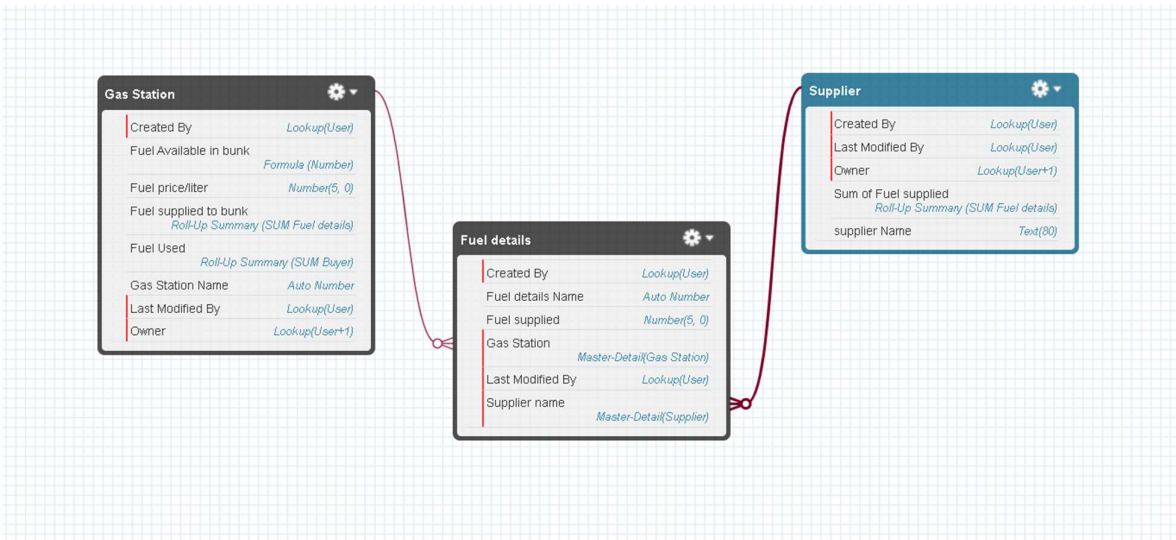 Gas Station
Created By Lookup(User)
Fuel Available in bunk
Formula (Number)
Fuel price/liter Number(5, 0)
Fuel supplied to bunk
Roll-Up Summary (SUM Fuel details)
Fuel Used
Roll-Up Summary (SUM Buyer)
Gas Station Name Auto Number
Last Modified By Lookup(User)
Owner Lookup(User+1)
Fuel details
Created By Lookup(User)
Fuel details Name Auto Number
Fuel supplied Number(5, 0)
Gas Station
Master-Detail(Gas Station)
Last Modified By Lookup(User)
Supplier name
Master-Detail(Supplier)
Supplier
Created By Lookup(User)
Last Modified By Lookup(User)
Owner Lookup(User+1)
Sum of Fuel supplied
Roll-Up Summary (SUM Fuel details)
supplier Name Text(80)